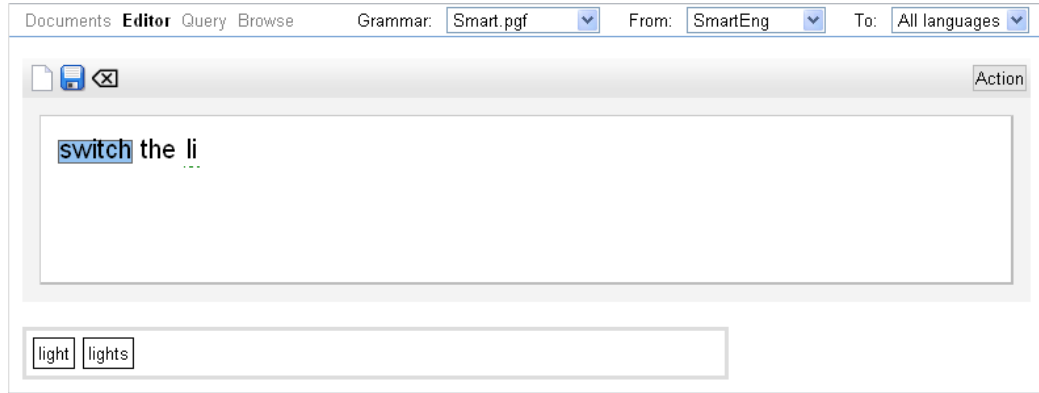 Documents Editor Query Browse Grammar: Smart.pgf From: SmartEng To: All languages
Action
switch the li
light lights